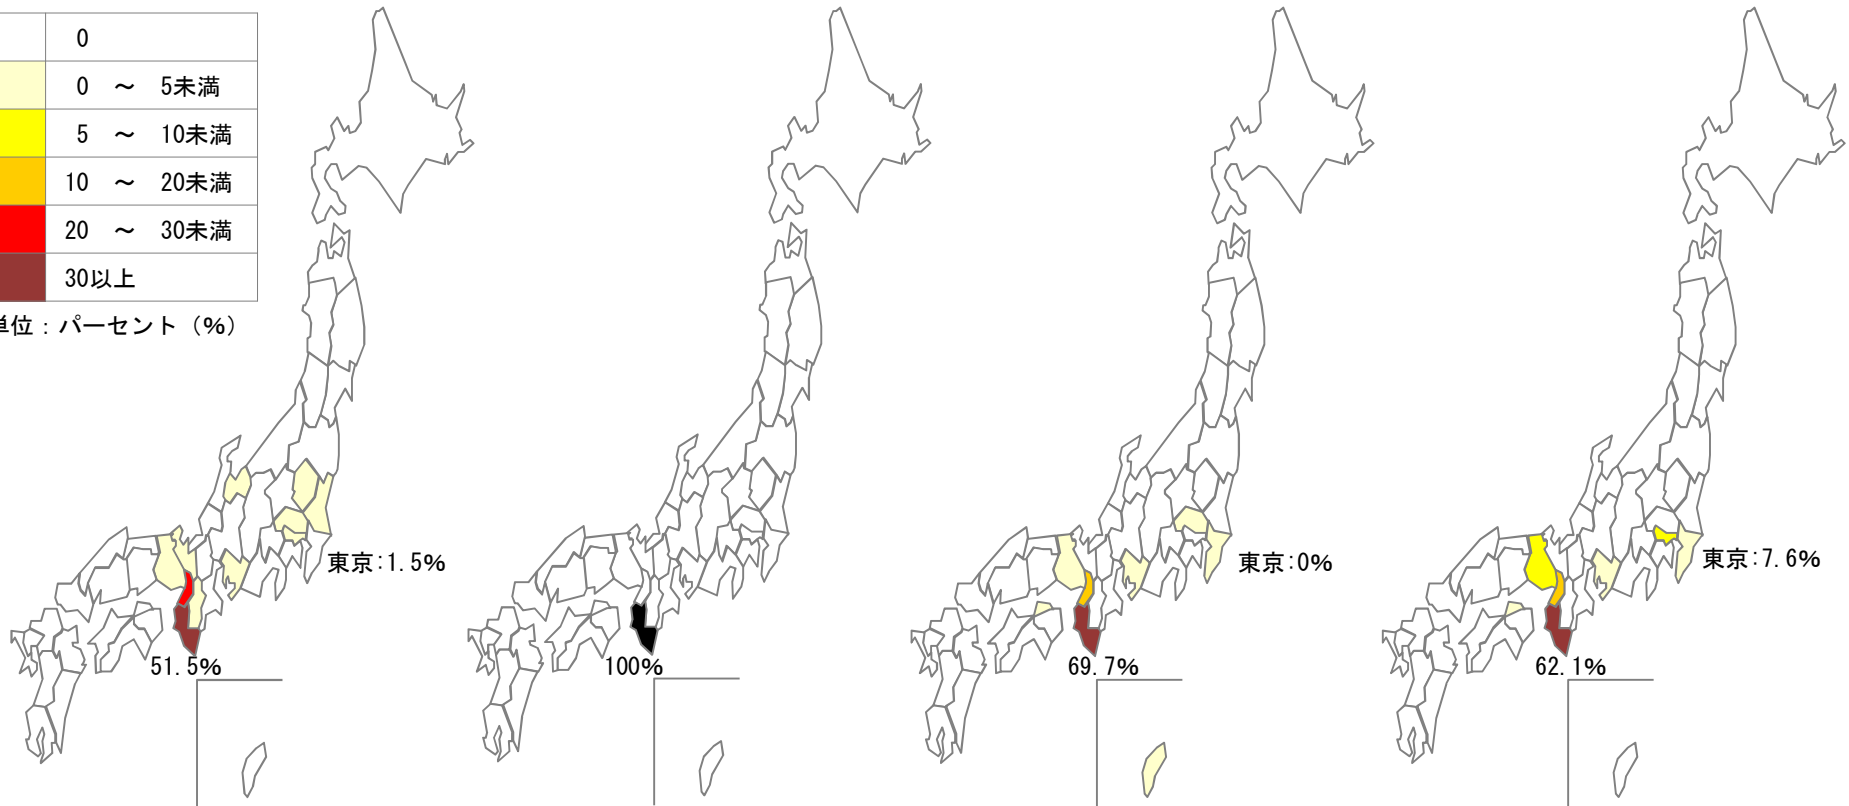 0
0 ～ 5未満
5 ～ 10未満
10 ～ 20未満
20 ～ 30未満
30以上
単位：パーセント（%）
東京：1.5%
51.5%
100%
東京：0%
69.7%
東京：7.6%
62.1%